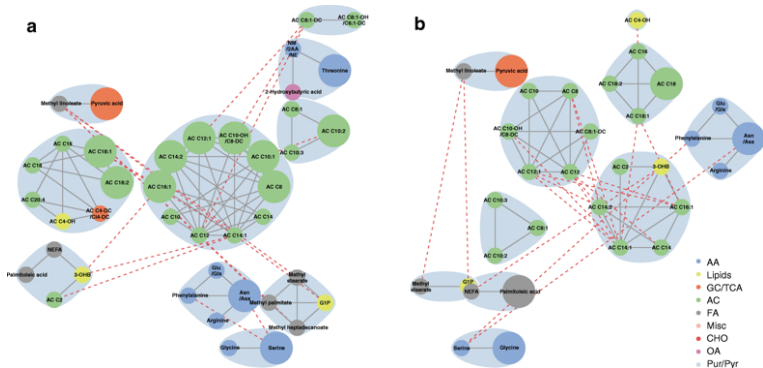 a
AC C8:1-DC
AC C8:1-OH
/C6:1-DC
NM
/OAA
/NE
Threonine
2-Hydroxybutyric acid
AC C8:1
AC C10:2
AC C10:3
Methyl linoleate
Pyruvic acid
AC C16
AC C18:1
AC C18
AC C18:2
AC C20:4
AC C4-DC
/Ci4-DC
AC C4-OH
AC C12:1
AC C10-OH
/C8-DC
AC C14:2
AC C10:1
AC C16:1
AC C8
AC C10
AC C14
AC C12
AC C14:1
NEFA
Palmitoleic acid
3-OHB
AC C2
Glu
/Glx
Phenylalanine
Asn
/Asx
Arginine
Methyl
stearate
Methyl palmitate
G1P
Methyl heptadecanoate
Glycine
Serine
b
AC C4-OH
AC C16
AC C18:2
AC C18
AC C18:1
Methyl linoleate
Pyruvic acid
AC C10
AC C8
AC C10-OH
/C8-DC
AC C8:1-DC
AC C12:1
AC C12
Glu
/Glx
Phenylalanine
Asn
/Asx
Arginine
AC C2
3-OHB
AC C14:2
AC C16:1
AC C14:1
AC C14
AC C10:3
AC C8:1
AC C10:2
Methyl
stearate
G1P
NEFA
Palmitoleic acid
Serine
Glycine
AA
Lipids
GC/TCA
AC
FA
Misc
CHO
OA
Pur/Pyr